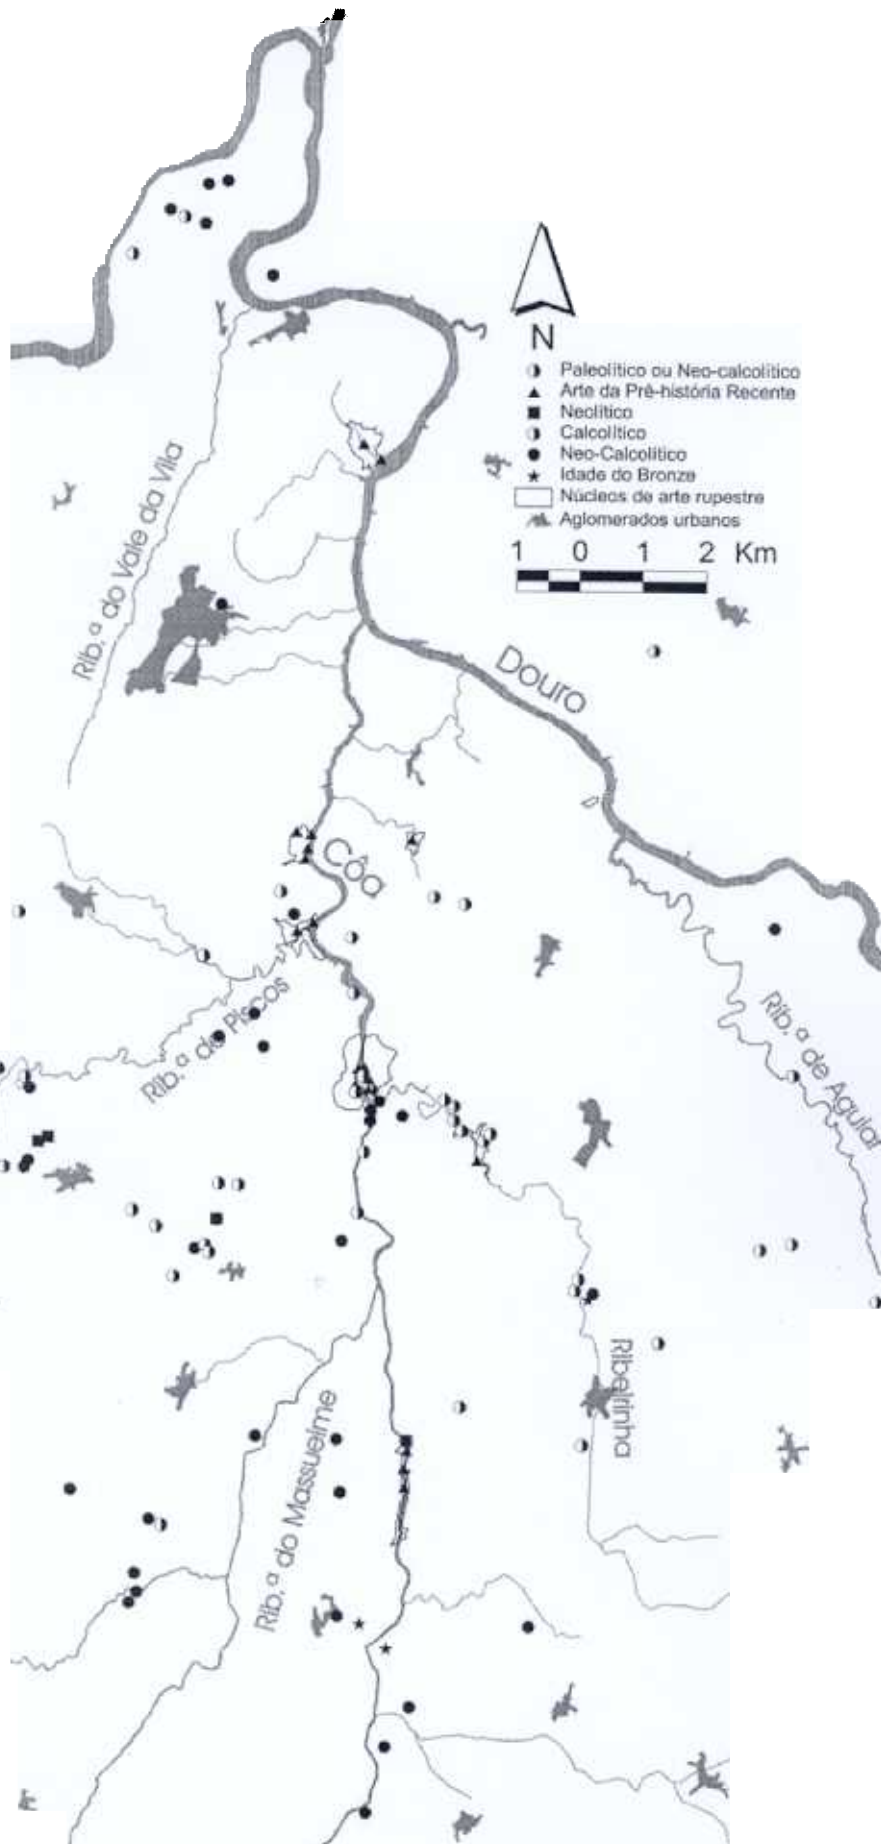 N
Paleolítico ou Neo-calcolítico
Arte da Pré-história Recente
Neolítico
Calcolítico
Neo-Calcolítico
Idade do Bronze
Núcleos de arte rupestre
Aglomerados urbanos
1 0 1 2 Km
Rib.ª do Vale da Vila
Douro
Côa
Rib.ª de Piscos
Rib.ª de Aguiar
Ribeirinha
Rib.ª do Massueime